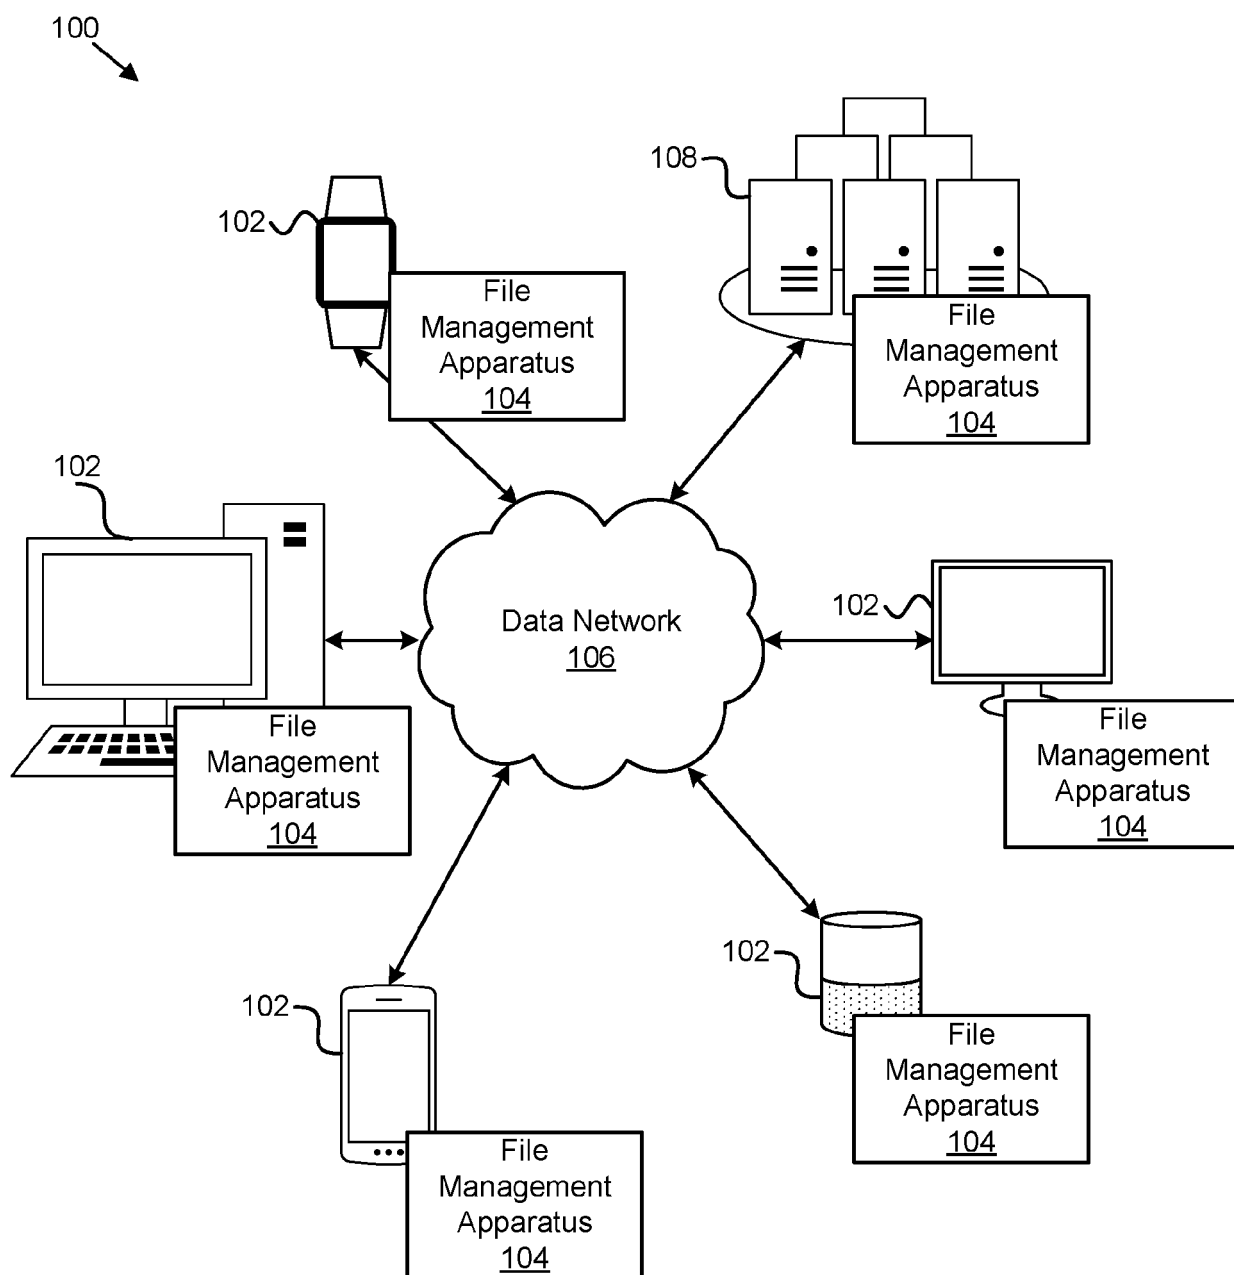 100
108
102
File
Management
Apparatus
104
File
Management
Apparatus
104
102
Data Network
106
102
File
Management
Apparatus
104
File
Management
Apparatus
104
102
102
File
Management
Apparatus
104
File
Management
Apparatus
104